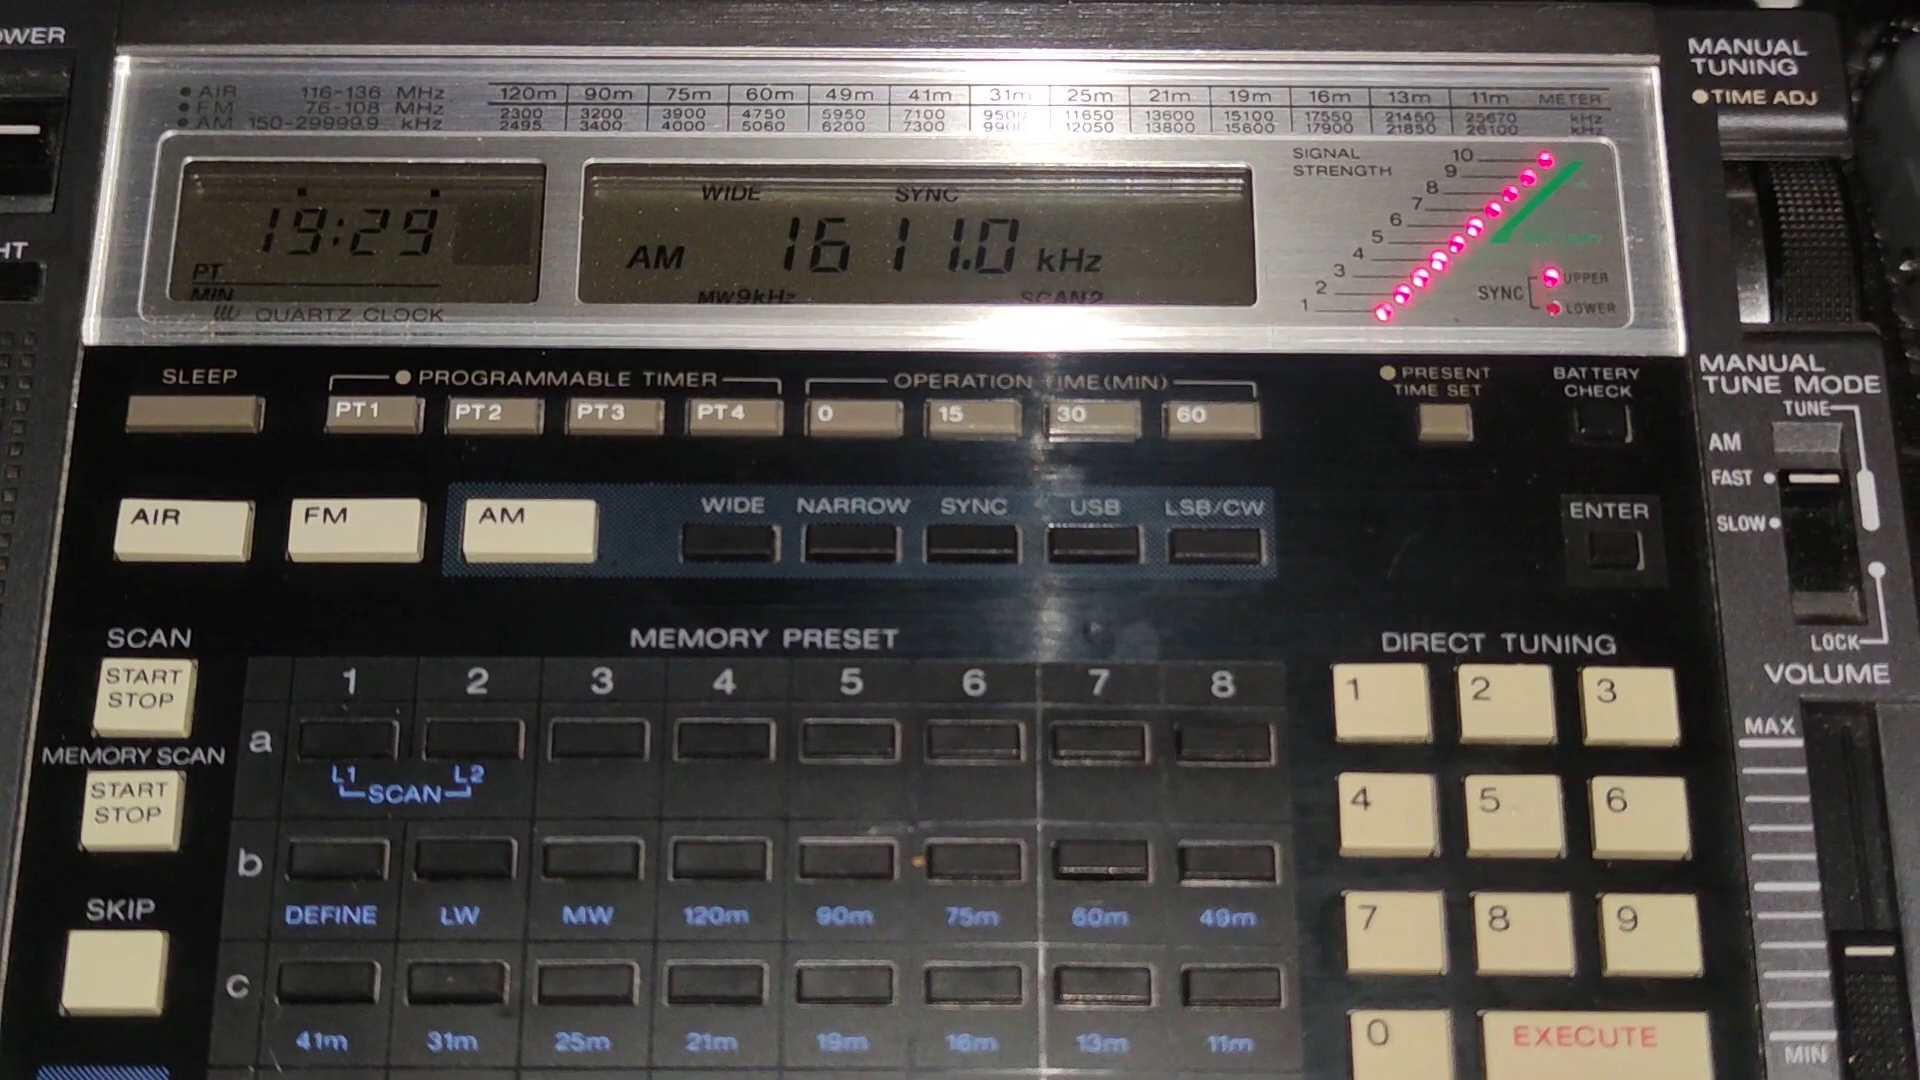 OWER
MANUAL
TUNING
TIME ADJ
AIR 116-136 MHz
FM 76-108 MHz
AM 150-29999.9 kHz
120m 90m 75m 60m 49m 41m 31m 25m 21m 19m 16m 13m 11m METER
2300 3200 3900 4750 5950 7100 9500 11650 13600 15100 17550 21450 25670 kHz
2495 3400 4000 5060 6200 7300 9900 12050 13800 15600 17900 21850 26100 kHz
HT
19:29
PT
MIN
QUARTZ CLOCK
WIDE SYNC
AM 1611.0 kHz
MW9kHz SCAN2
SIGNAL
STRENGTH
10
9
8
7
6
5
4
3
2
1
SYNC
UPPER
LOWER
SLEEP
PROGRAMMABLE TIMER
PT1 PT2 PT3 PT4
OPERATION TIME(MIN)
0 15 30 60
PRESENT
TIME SET
BATTERY
CHECK
MANUAL
TUNE MODE
TUNE
AM
FAST
SLOW
LOCK
AIR FM AM
WIDE NARROW SYNC USB LSB/CW
ENTER
SCAN
START
STOP
MEMORY SCAN
START
STOP
SKIP
MEMORY PRESET
1 2 3 4 5 6 7 8
a
L1 SCAN L2
b
DEFINE LW MW 120m 90m 75m 60m 49m
c
41m 31m 25m 21m 19m 16m 13m 11m
DIRECT TUNING
1 2 3
4 5 6
7 8 9
0 EXECUTE
VOLUME
MAX
MIN